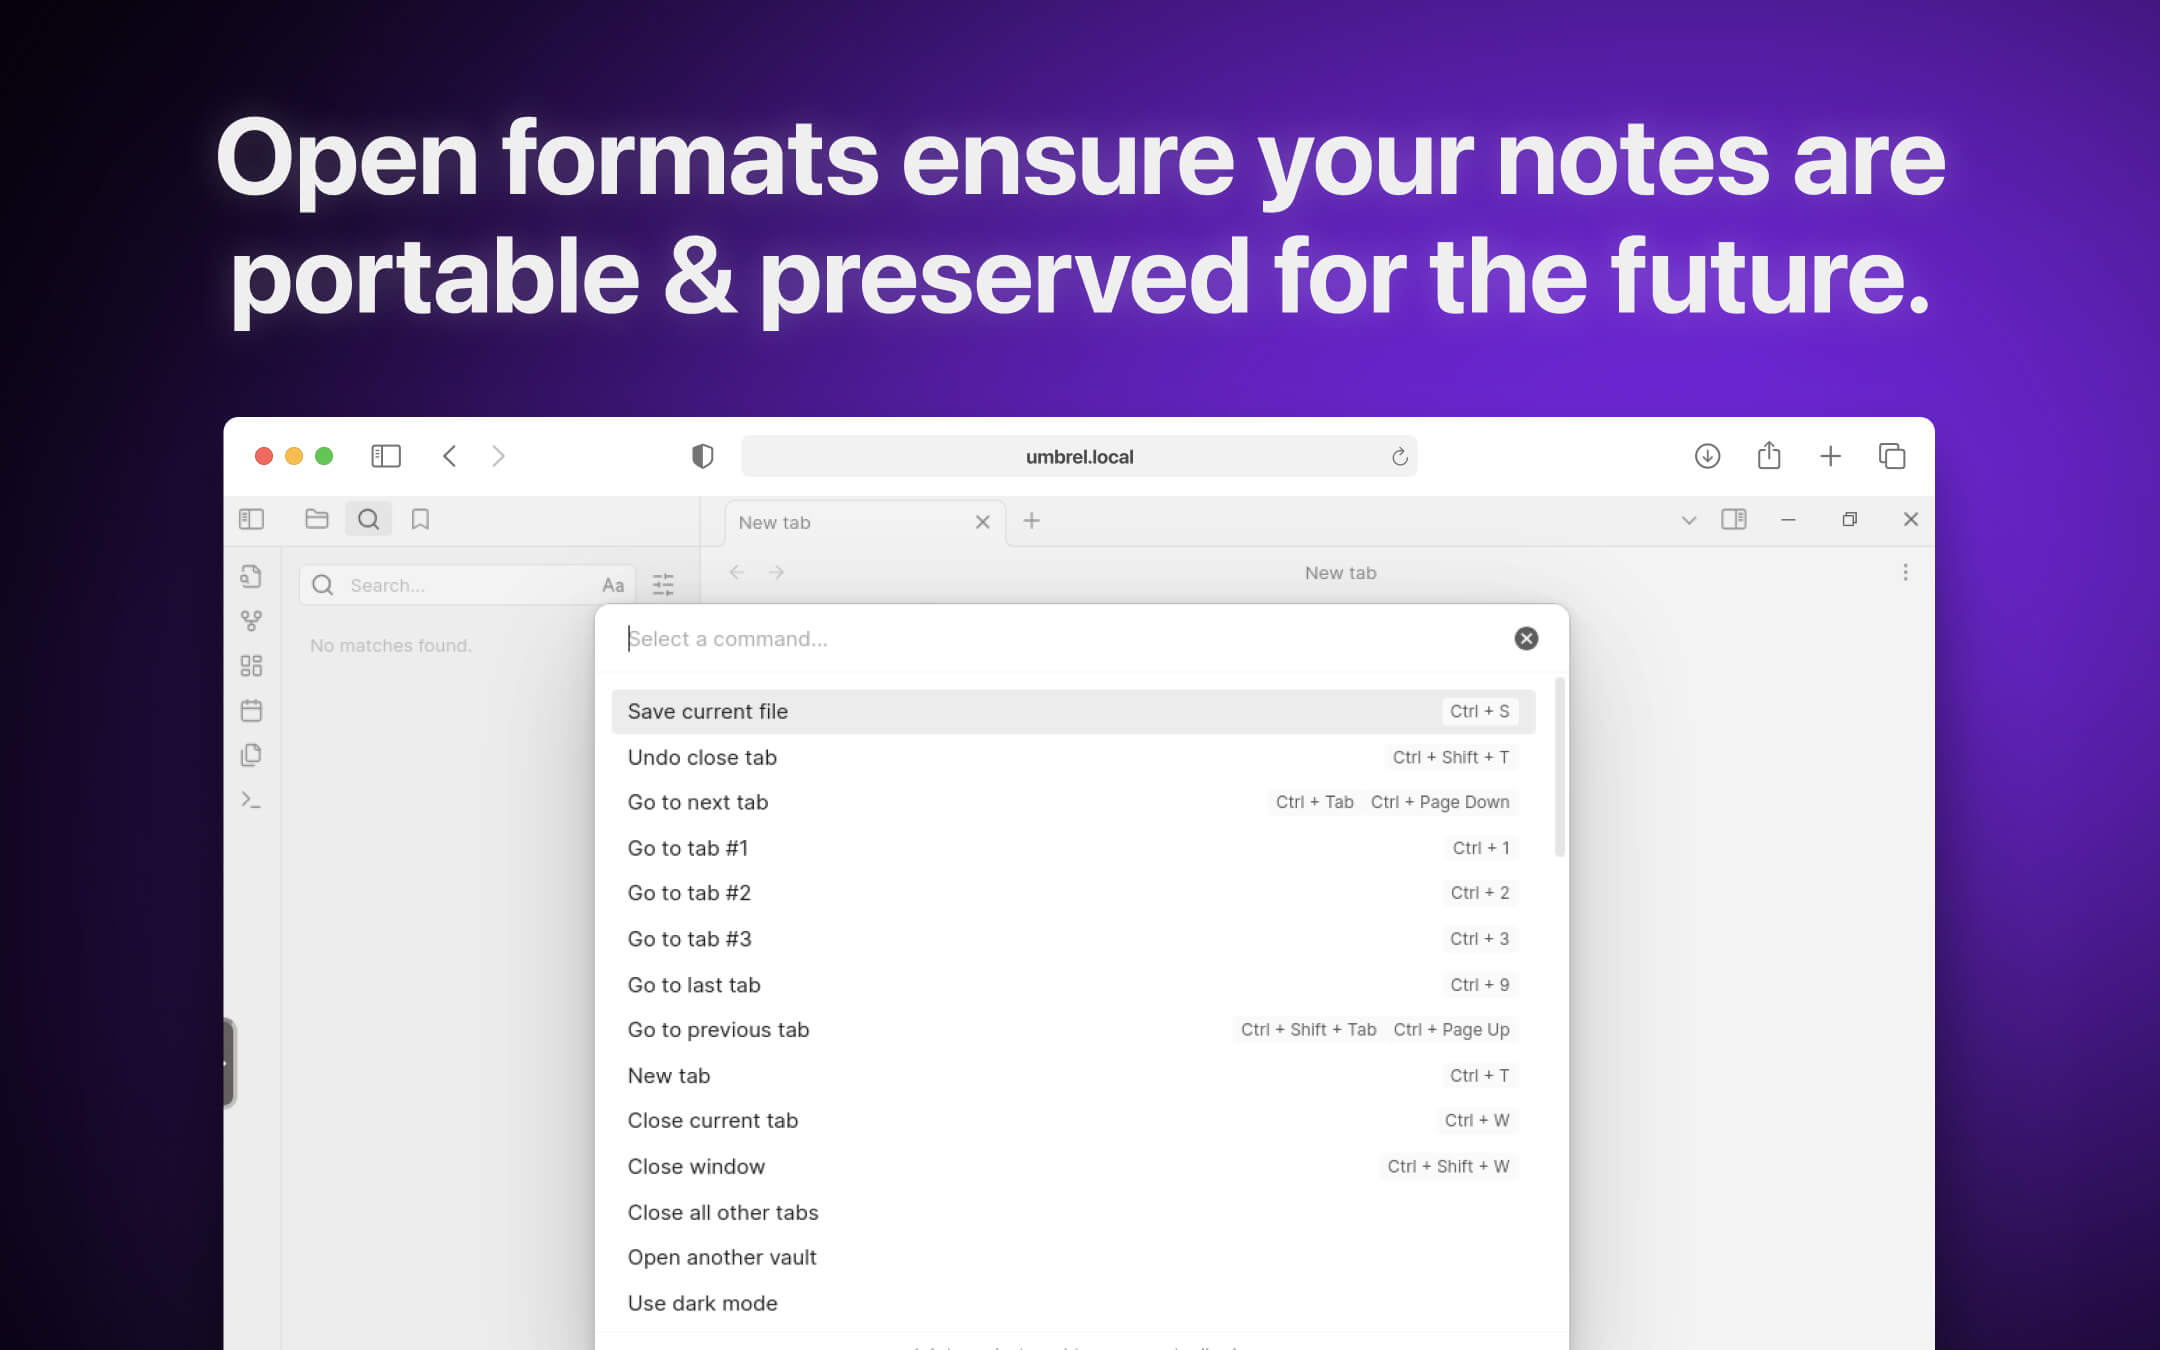 Open formats ensure your notes are
portable & preserved for the future.
umbrel.local
New tab
Search...
Aa
New tab
No matches found.
Select a command...
Save current file Ctrl + S
Undo close tab Ctrl + Shift + T
Go to next tab Ctrl + Tab Ctrl + Page Down
Go to tab #1 Ctrl + 1
Go to tab #2 Ctrl + 2
Go to tab #3 Ctrl + 3
Go to last tab Ctrl + 9
Go to previous tab Ctrl + Shift + Tab Ctrl + Page Up
New tab Ctrl + T
Close current tab Ctrl + W
Close window Ctrl + Shift + W
Close all other tabs
Open another vault
Use dark mode